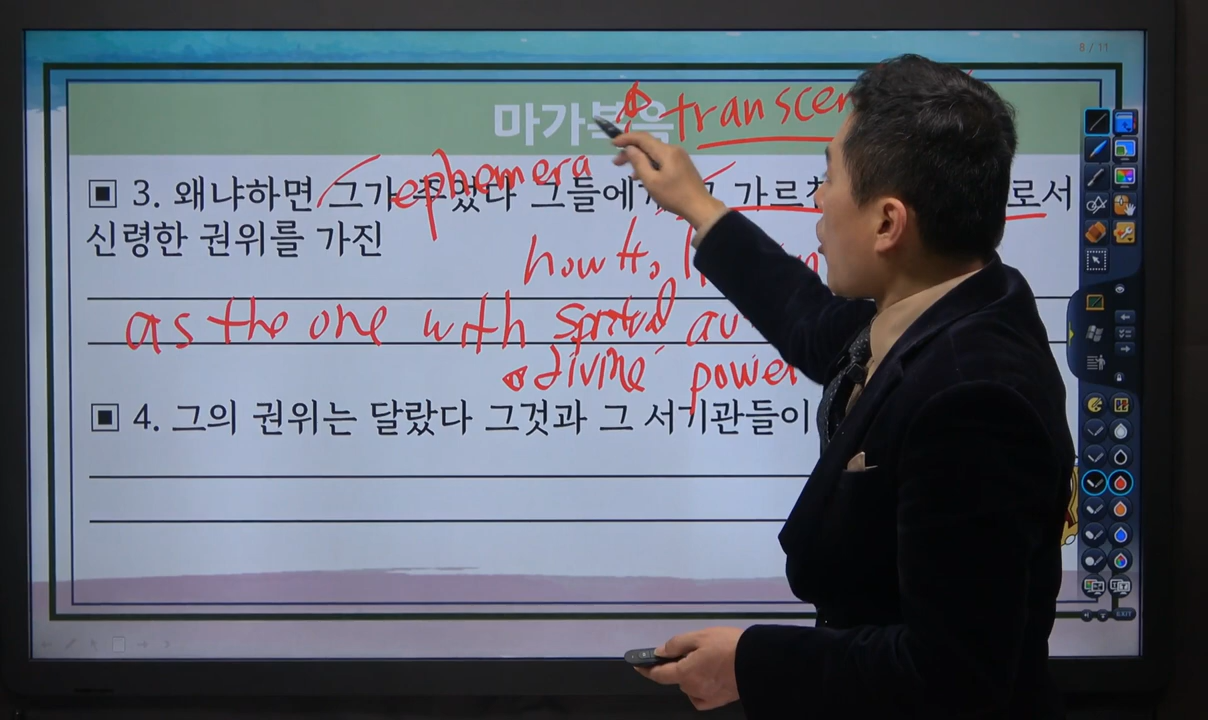 8 / 11
마가복음
transcen
ephemera
3. 왜냐하면 그가 주었다 그들에게 가르 로서
신령한 권위를 가진
how to
as the one with au
divine power
4. 그의 권위는 달랐다 그것과 그 서기관들이
EXIT